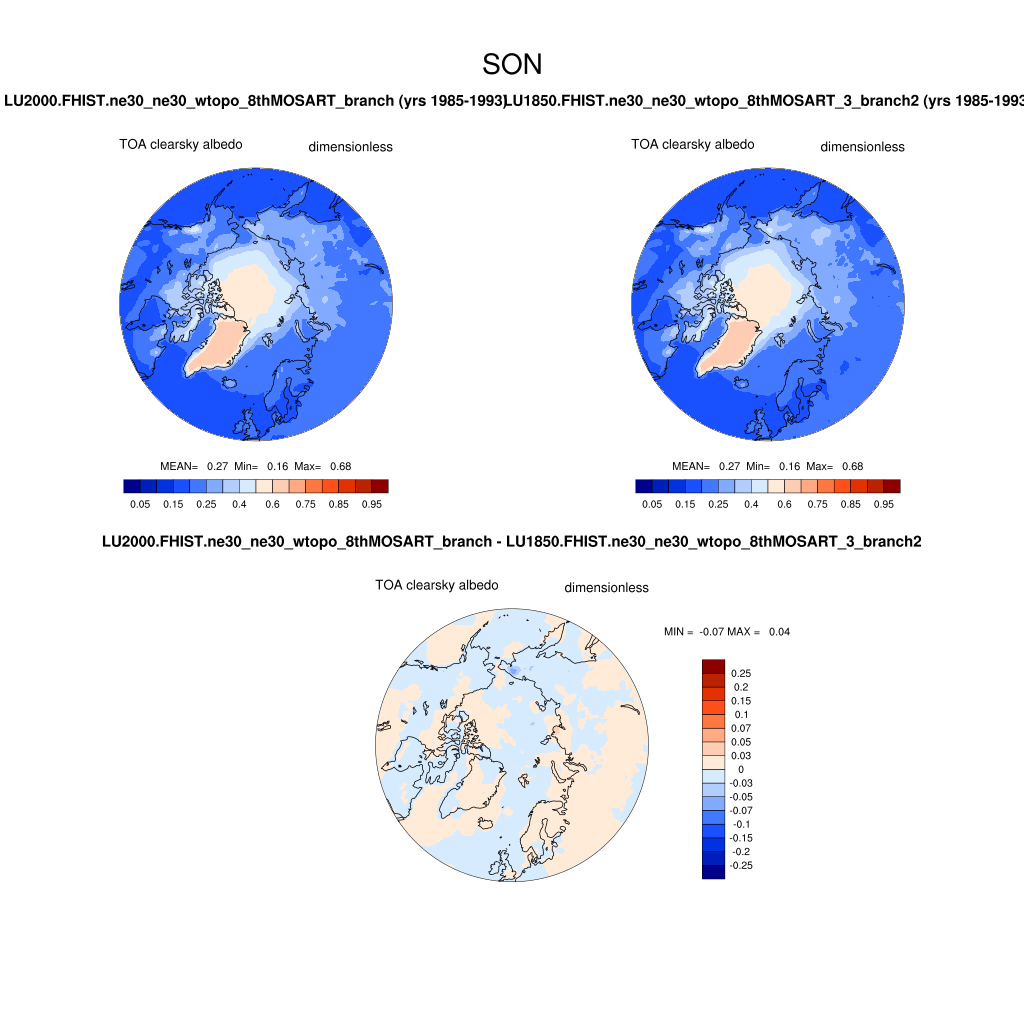 SON
LU2000.FHIST.ne30_ne30_wtopo_8thMOSART_branch (yrs 1985-1993)
LU1850.FHIST.ne30_ne30_wtopo_8thMOSART_3_branch2 (yrs 1985-1993
TOA clearsky albedo dimensionless
TOA clearsky albedo dimensionless
MEAN= 0.27 Min= 0.16 Max= 0.68
MEAN= 0.27 Min= 0.16 Max= 0.68
0.05 0.15 0.25 0.4 0.6 0.75 0.85 0.95
0.05 0.15 0.25 0.4 0.6 0.75 0.85 0.95
LU2000.FHIST.ne30_ne30_wtopo_8thMOSART_branch - LU1850.FHIST.ne30_ne30_wtopo_8thMOSART_3_branch2
TOA clearsky albedo dimensionless
MIN = -0.07 MAX = 0.04
0.25
0.2
0.15
0.1
0.07
0.05
0.03
0
-0.03
-0.05
-0.07
-0.1
-0.15
-0.2
-0.25